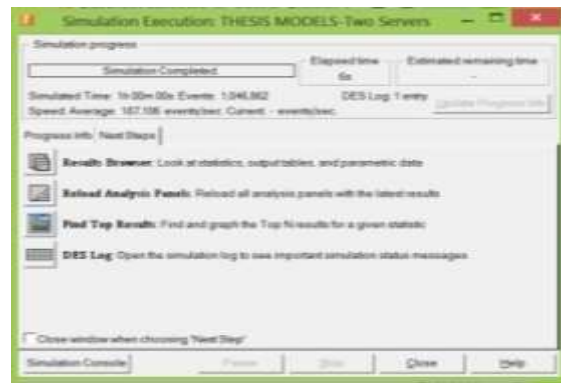 Simulation Execution: THESIS MODELS-Two Servers
Simulation progress
Simulation Completed.
Elapsed time
6s
Estimated remaining time
-
Simulated Time: 1h 00m 00s Events: 1,046,862
DES Log: 1 entry
Speed: Average: 187,106 events/sec. Current: - events/sec.
Update Progress Info
Progress Info
Next Steps
Results Browser: Look at statistics, output tables, and parametric data
Reload Analysis Panels: Reload all analysis panels with the latest results
Find Top Results: Find and graph the Top N results for a given statistic
DES Log: Open the simulation log to see important simulation status messages
Close window when choosing 'Next Step'
Simulation Console
Pause
Stop
Close
Help